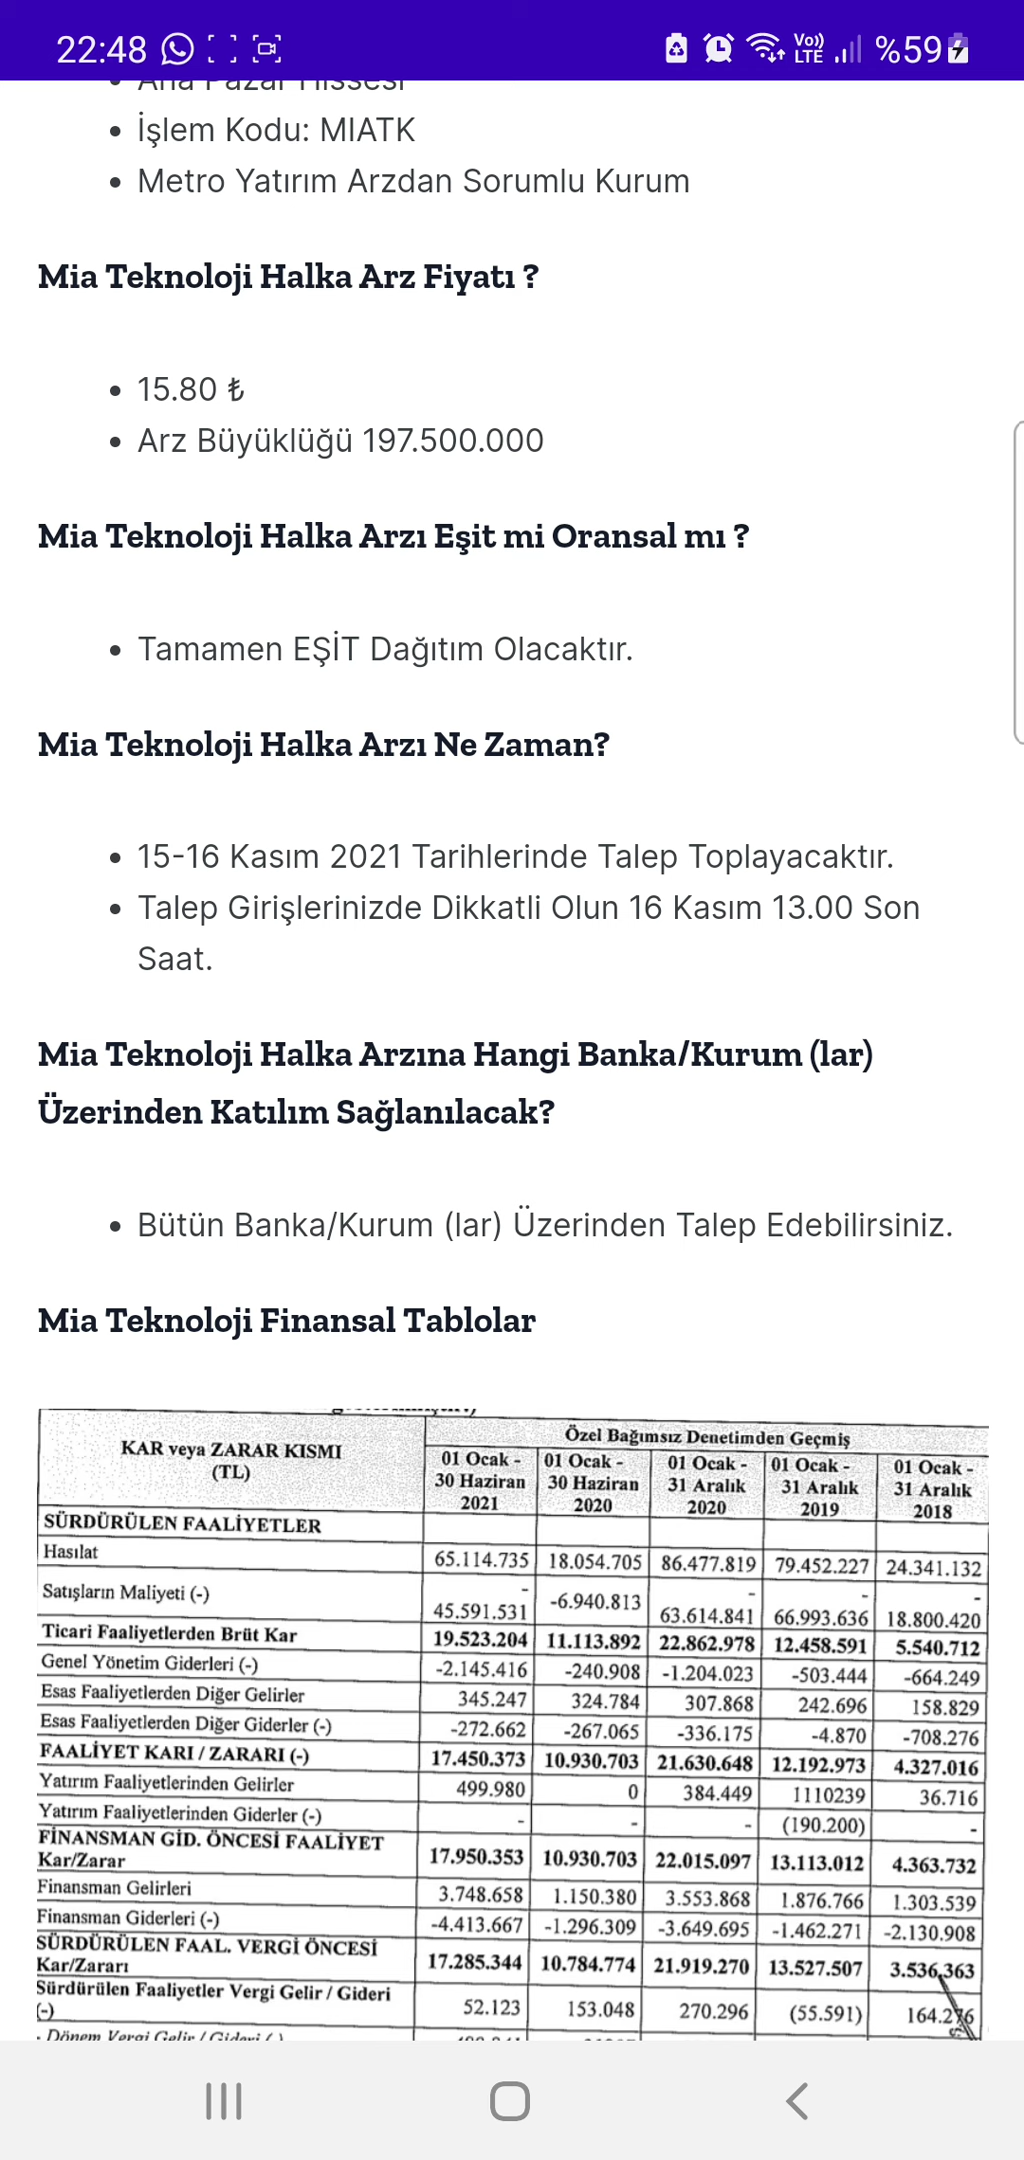 22:48 Vo)) LTE %59
Ana Pazar Hissesi
İşlem Kodu: MIATK
Metro Yatırım Arzdan Sorumlu Kurum
Mia Teknoloji Halka Arz Fiyatı ?
15.80 ₺
Arz Büyüklüğü 197.500.000
Mia Teknoloji Halka Arzı Eşit mi Oransal mı ?
Tamamen EŞİT Dağıtım Olacaktır.
Mia Teknoloji Halka Arzı Ne Zaman?
15-16 Kasım 2021 Tarihlerinde Talep Toplayacaktır.
Talep Girişlerinizde Dikkatli Olun 16 Kasım 13.00 Son
Saat.
Mia Teknoloji Halka Arzına Hangi Banka/Kurum (lar)
Üzerinden Katılım Sağlanılacak?
Bütün Banka/Kurum (lar) Üzerinden Talep Edebilirsiniz.
Mia Teknoloji Finansal Tablolar
KAR veya ZARAR KISMI
(TL)
Özel Bağımsız Denetimden Geçmiş
01 Ocak - 01 Ocak - 01 Ocak - 01 Ocak - 01 Ocak -
30 Haziran 30 Haziran 31 Aralık 31 Aralık 31 Aralık
2021 2020 2020 2019 2018
SÜRDÜRÜLEN FAALİYETLER
Hasılat 65.114.735 18.054.705 86.477.819 79.452.227 24.341.132
Satışların Maliyeti (-) - 45.591.531 -6.940.813 - 63.614.841 - 66.993.636 - 18.800.420
Ticari Faaliyetlerden Brüt Kar 19.523.204 11.113.892 22.862.978 12.458.591 5.540.712
Genel Yönetim Giderleri (-) -2.145.416 -240.908 -1.204.023 -503.444 -664.249
Esas Faaliyetlerden Diğer Gelirler 345.247 324.784 307.868 242.696 158.829
Esas Faaliyetlerden Diğer Giderler (-) -272.662 -267.065 -336.175 -4.870 -708.276
FAALİYET KARI / ZARARI (-) 17.450.373 10.930.703 21.630.648 12.192.973 4.327.016
Yatırım Faaliyetlerinden Gelirler 499.980 0 384.449 1110239 36.716
Yatırım Faaliyetlerinden Giderler (-) - - - (190.200) -
FİNANSMAN GİD. ÖNCESİ FAALİYET
Kar/Zarar 17.950.353 10.930.703 22.015.097 13.113.012 4.363.732
Finansman Gelirleri 3.748.658 1.150.380 3.553.868 1.876.766 1.303.539
Finansman Giderleri (-) -4.413.667 -1.296.309 -3.649.695 -1.462.271 -2.130.908
SÜRDÜRÜLEN FAAL. VERGİ ÖNCESİ
Kar/Zararı 17.285.344 10.784.774 21.919.270 13.527.507 3.536,363
Sürdürülen Faaliyetler Vergi Gelir / Gideri
(-) 52.123 153.048 270.296 (55.591) 164.276
- Dönem Vergi Gelir / Gideri (-)